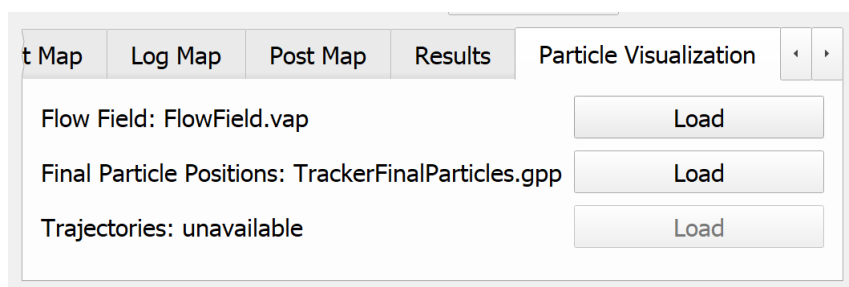 t Map Log Map Post Map Results Particle Visualization
Flow Field: FlowField.vap Load
Final Particle Positions: TrackerFinalParticles.gpp Load
Trajectories: unavailable Load